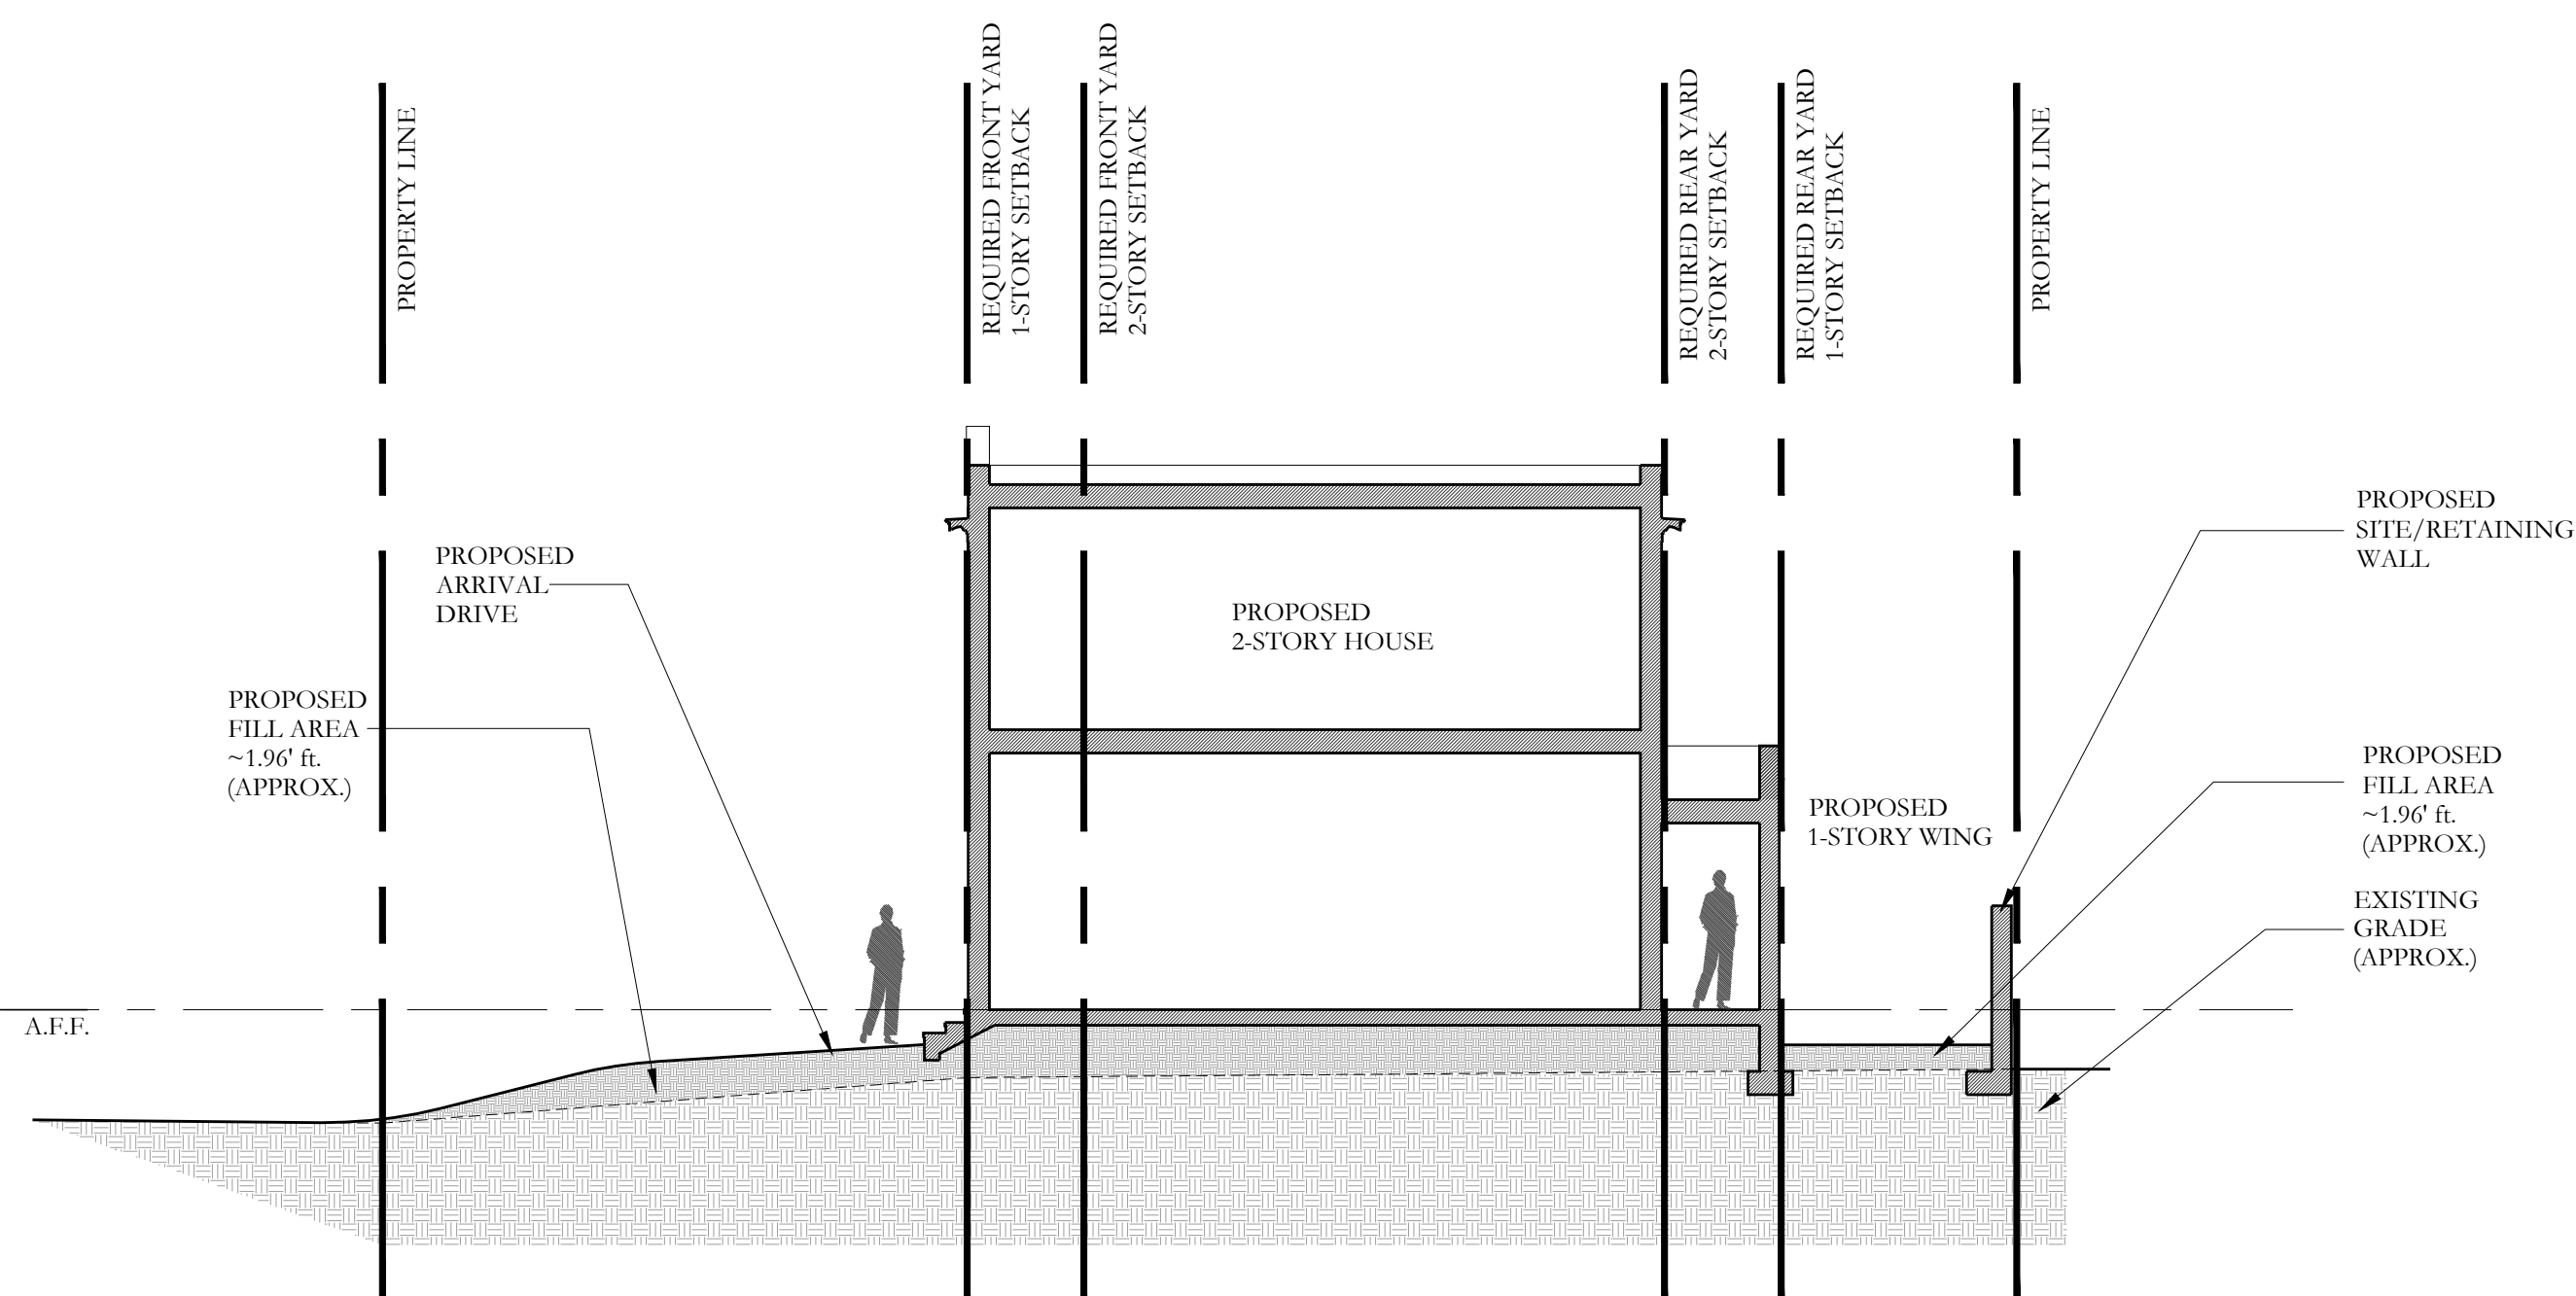 PROPERTY LINE
REQUIRED FRONT YARD
1-STORY SETBACK
REQUIRED FRONT YARD
2-STORY SETBACK
REQUIRED REAR YARD
2-STORY SETBACK
REQUIRED REAR YARD
1-STORY SETBACK
PROPERTY LINE
PROPOSED
ARRIVAL
DRIVE
PROPOSED
FILL AREA
~1.96' ft.
(APPROX.)
PROPOSED
2-STORY HOUSE
PROPOSED
1-STORY WING
PROPOSED
SITE/RETAINING
WALL
PROPOSED
FILL AREA
~1.96' ft.
(APPROX.)
EXISTING
GRADE
(APPROX.)
A.F.F.